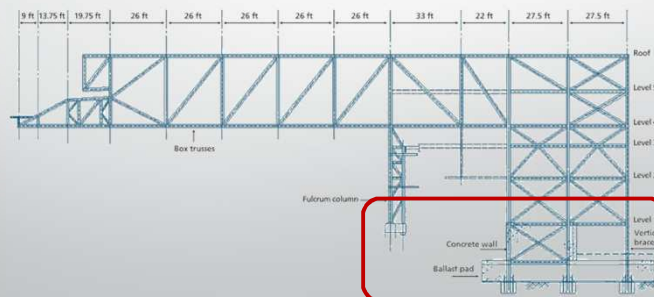 9 ft 13.75 ft 19.75 ft 26 ft 26 ft 26 ft 26 ft 26 ft 33 ft 22 ft 27.5 ft 27.5 ft
Roof
Level
Level
Box trusses
Level
Level
Fulcrum column
Level
Concrete wall
Vertic
brace
Ballast pad